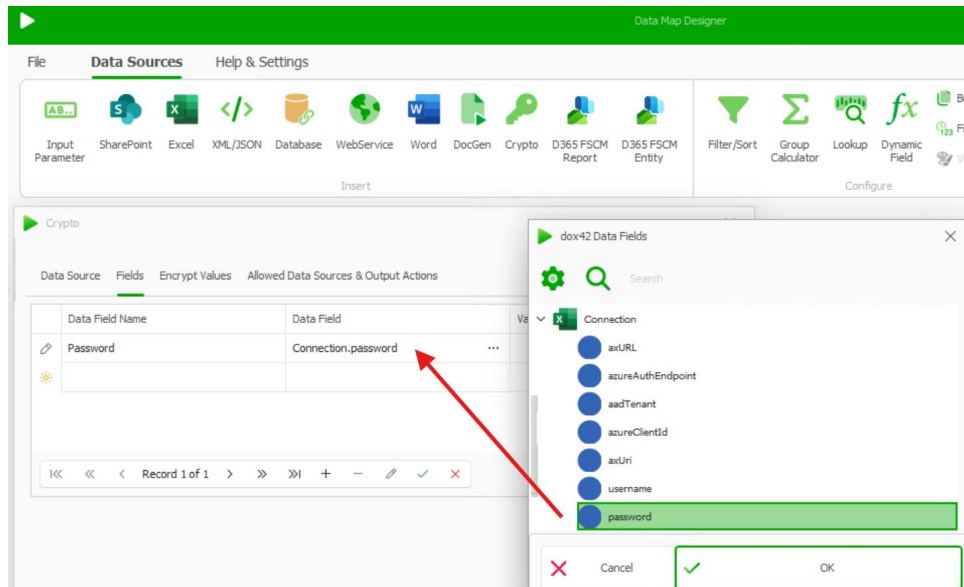 Data Map Designer
File Data Sources Help & Settings
AB.. S X </> W fx
Input Parameter SharePoint Excel XML/JSON Database WebService Word DocGen Crypto D365 FSCM Report D365 FSCM Entity Filter/Sort Group Calculator Lookup Dynamic Field
123
Insert Configure
Crypto
Data Source Fields Encrypt Values Allowed Data Sources & Output Actions
Data Field Name Data Field
Password Connection.password ...
Record 1 of 1
dox42 Data Fields
Search
X Connection
axURL
azureAuthEndpoint
aadTenant
azureClientId
axUri
username
password
Cancel OK